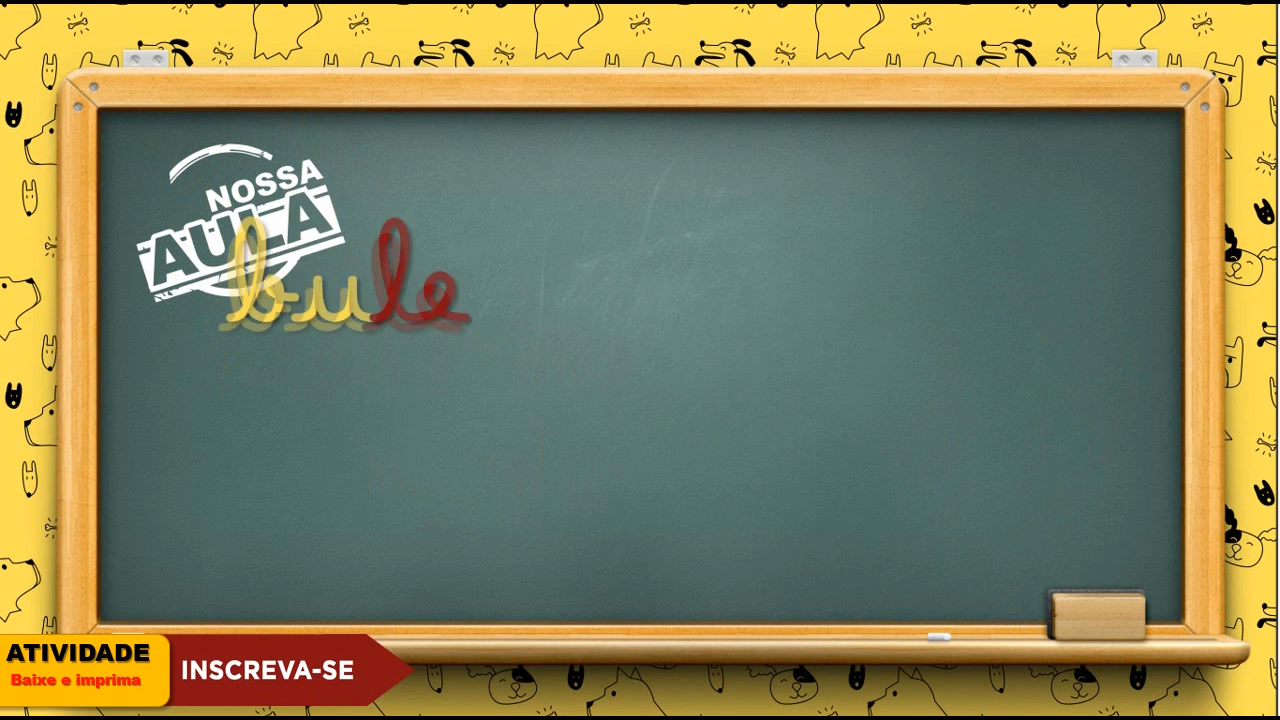 NOSSA
AULA
bule
ATIVIDADE
Baixe e imprima
INSCREVA-SE